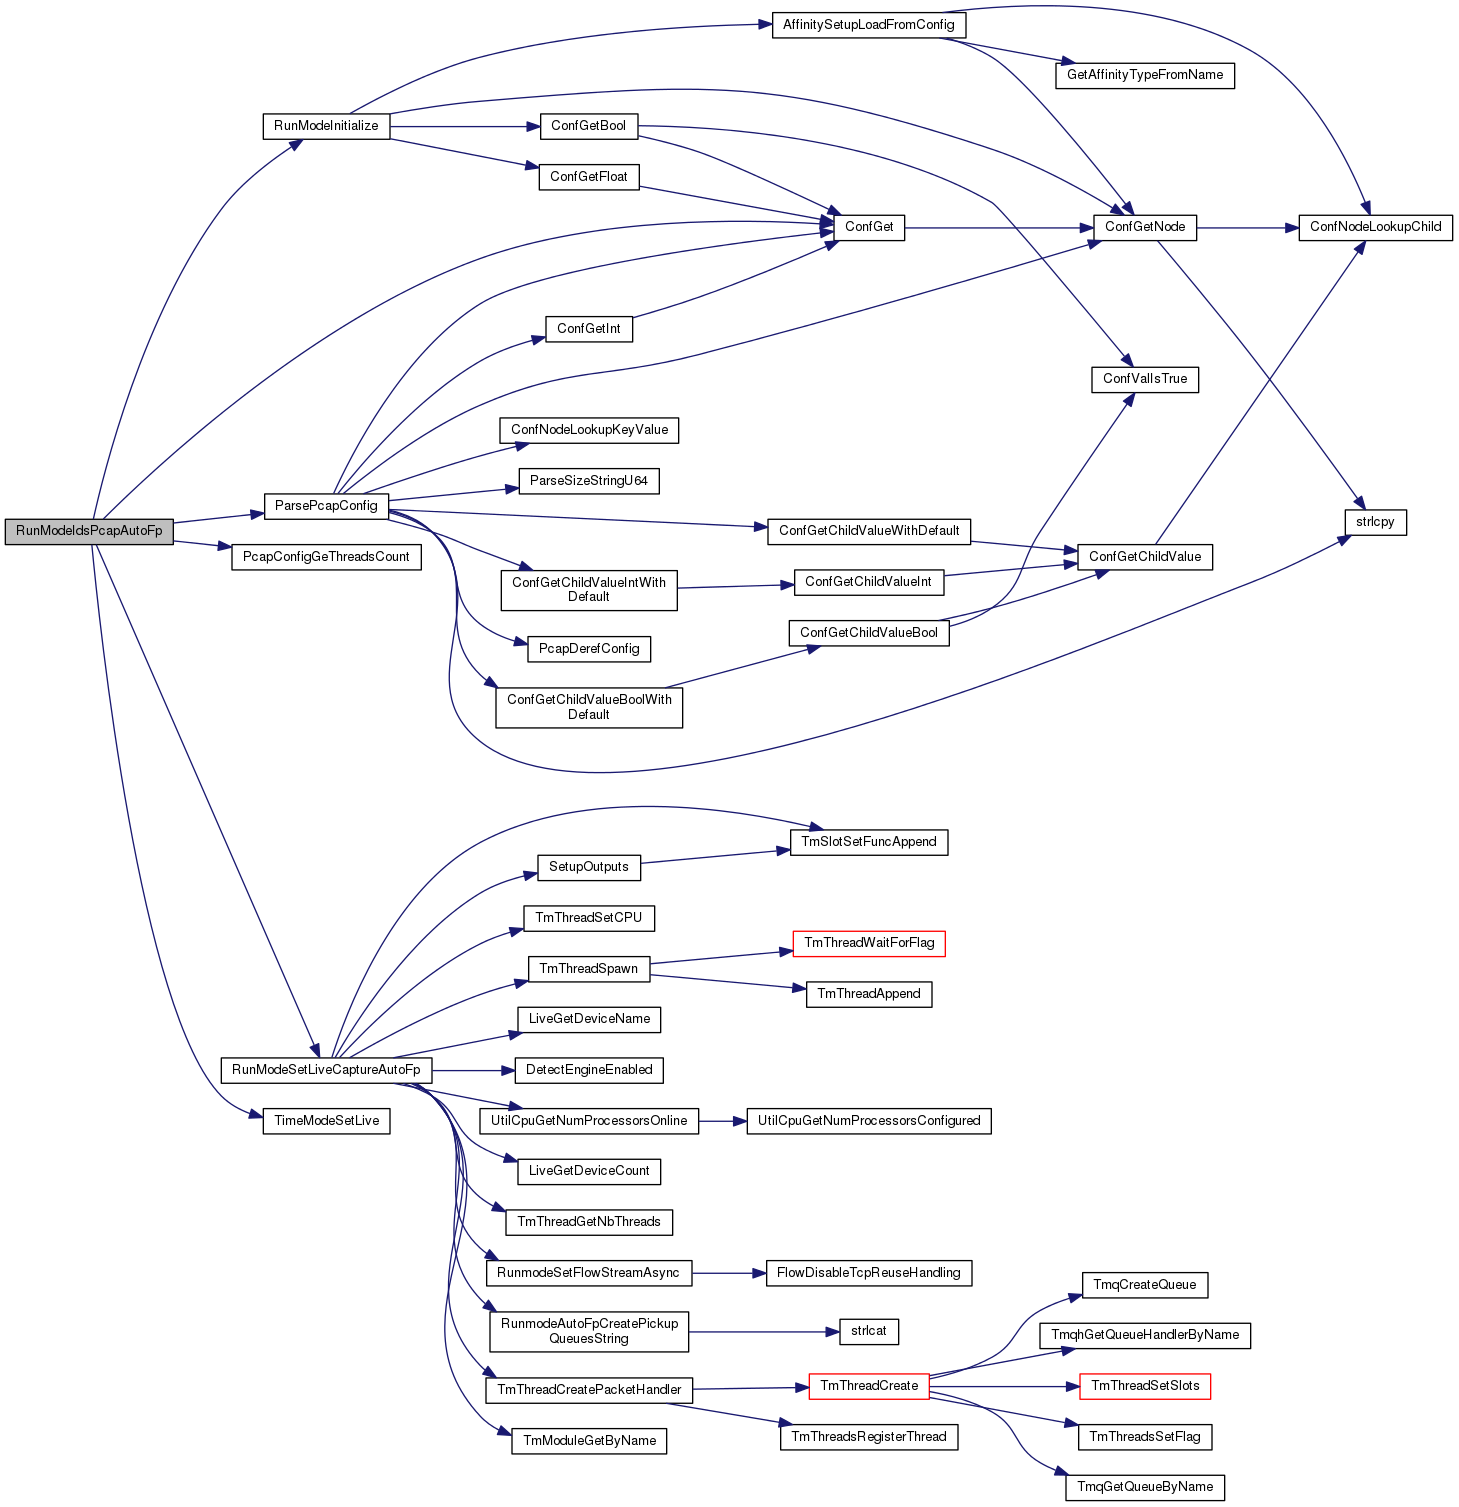 AffinitySetupLoadFromConfig
GetAffinityTypeFromName
RunModeInitialize
ConfGetBool
ConfGetFloat
ConfGet
ConfGetNode
ConfNodeLookupChild
ConfGetInt
ConfValIsTrue
ConfNodeLookupKeyValue
ParseSizeStringU64
ParsePcapConfig
RunModeIdsPcapAutoFp
PcapConfigGeThreadsCount
ConfGetChildValueWithDefault
strlcpy
ConfGetChildValue
ConfGetChildValueIntWith
Default
ConfGetChildValueInt
ConfGetChildValueBool
PcapDerefConfig
ConfGetChildValueBoolWith
Default
TmSlotSetFuncAppend
SetupOutputs
TmThreadSetCPU
TmThreadWaitForFlag
TmThreadSpawn
TmThreadAppend
LiveGetDeviceName
RunModeSetLiveCaptureAutoFp
DetectEngineEnabled
TimeModeSetLive
UtilCpuGetNumProcessorsOnline
UtilCpuGetNumProcessorsConfigured
LiveGetDeviceCount
TmThreadGetNbThreads
RunmodeSetFlowStreamAsync
FlowDisableTcpReuseHandling
TmqCreateQueue
RunmodeAutoFpCreatePickup
QueuesString
strlcat
TmqhGetQueueHandlerByName
TmThreadCreatePacketHandler
TmThreadCreate
TmThreadSetSlots
TmThreadsRegisterThread
TmThreadsSetFlag
TmModuleGetByName
TmqGetQueueByName